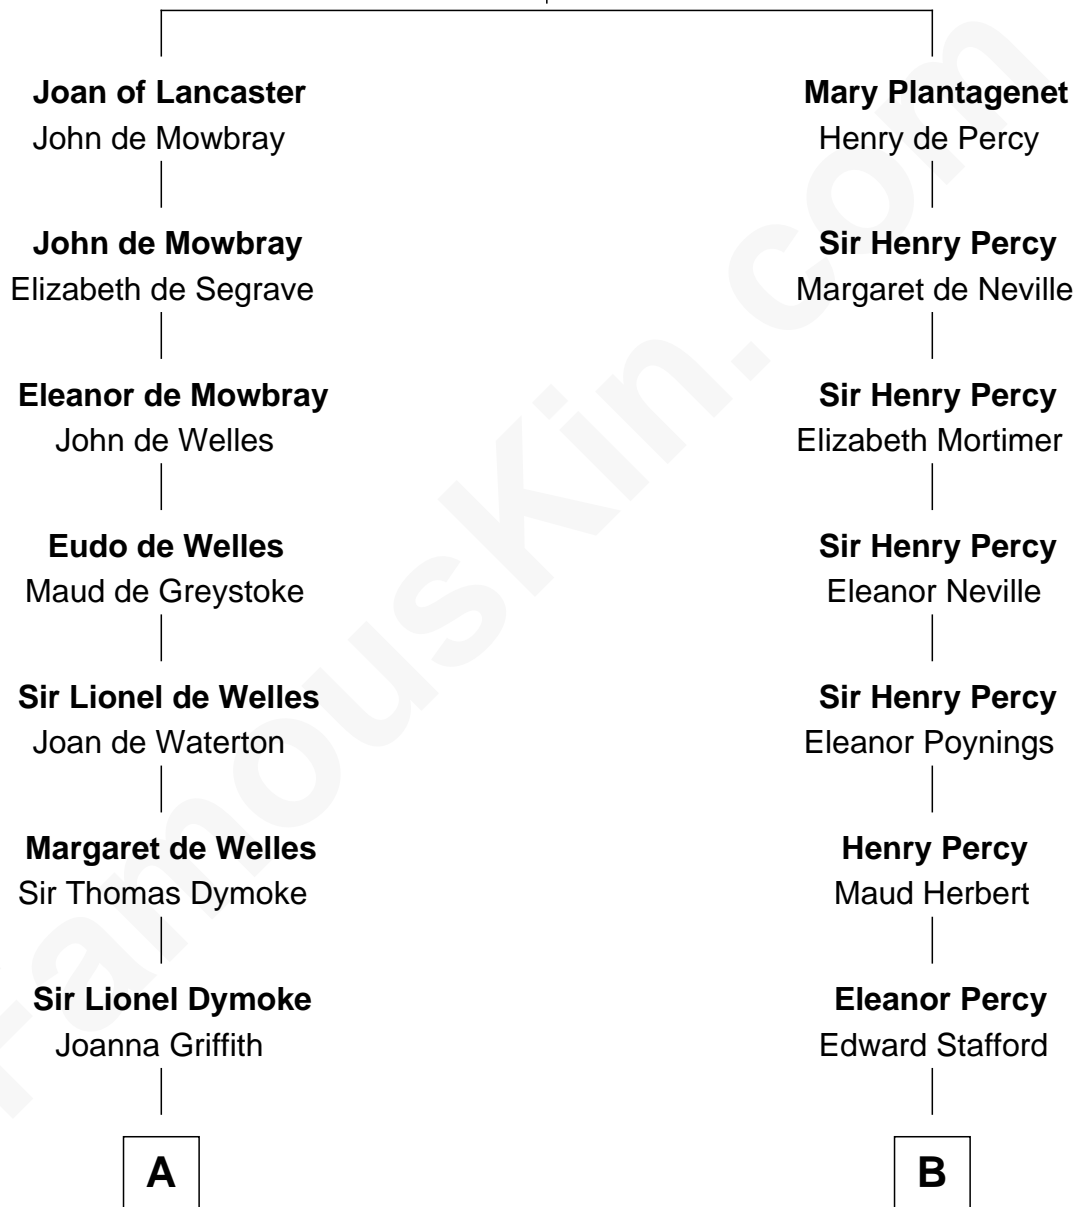 Joan of Lancaster
John de Mowbray
John de Mowbray
Elizabeth de Segrave
Eleanor de Mowbray
John de Welles
Eudo de Welles
Maud de Greystoke
Sir Lionel de Welles
Joan de Waterton
Margaret de Welles
Sir Thomas Dymoke
Sir Lionel Dymoke
Joanna Griffith
A
Mary Plantagenet
Henry de Percy
Sir Henry Percy
Margaret de Neville
Sir Henry Percy
Elizabeth Mortimer
Sir Henry Percy
Eleanor Neville
Sir Henry Percy
Eleanor Poynings
Henry Percy
Maud Herbert
Eleanor Percy
Edward Stafford
B
FamousKin.com